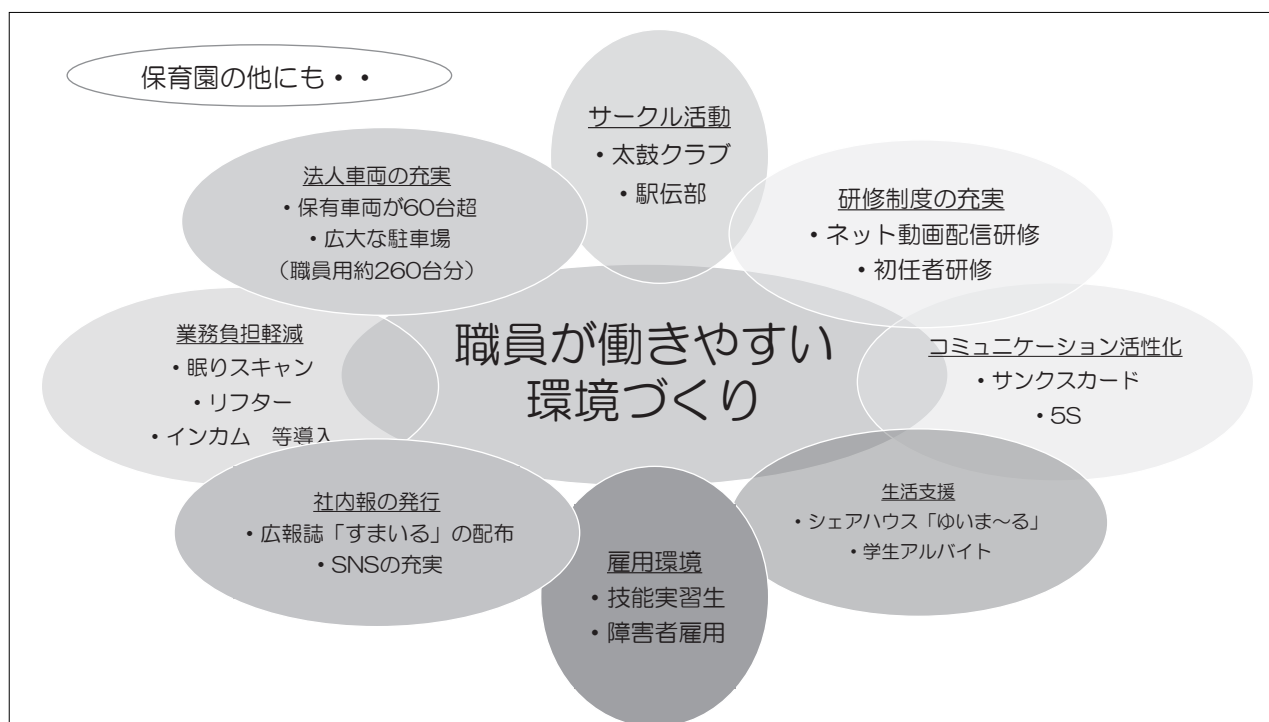 保育園の他にも・・
サークル活動
・太鼓クラブ
・駅伝部
法人車両の充実
・保有車両が60台超
・広大な駐車場
（職員用約260台分）
研修制度の充実
・ネット動画配信研修
・初任者研修
職員が働きやすい
環境づくり
業務負担軽減
・眠りスキャン
・リフター
・インカム　等導入
コミュニケーション活性化
・サンクスカード
・5S
社内報の発行
・広報誌「すまいる」の配布
・SNSの充実
生活支援
・シェアハウス「ゆいま～る」
・学生アルバイト
雇用環境
・技能実習生
・障害者雇用